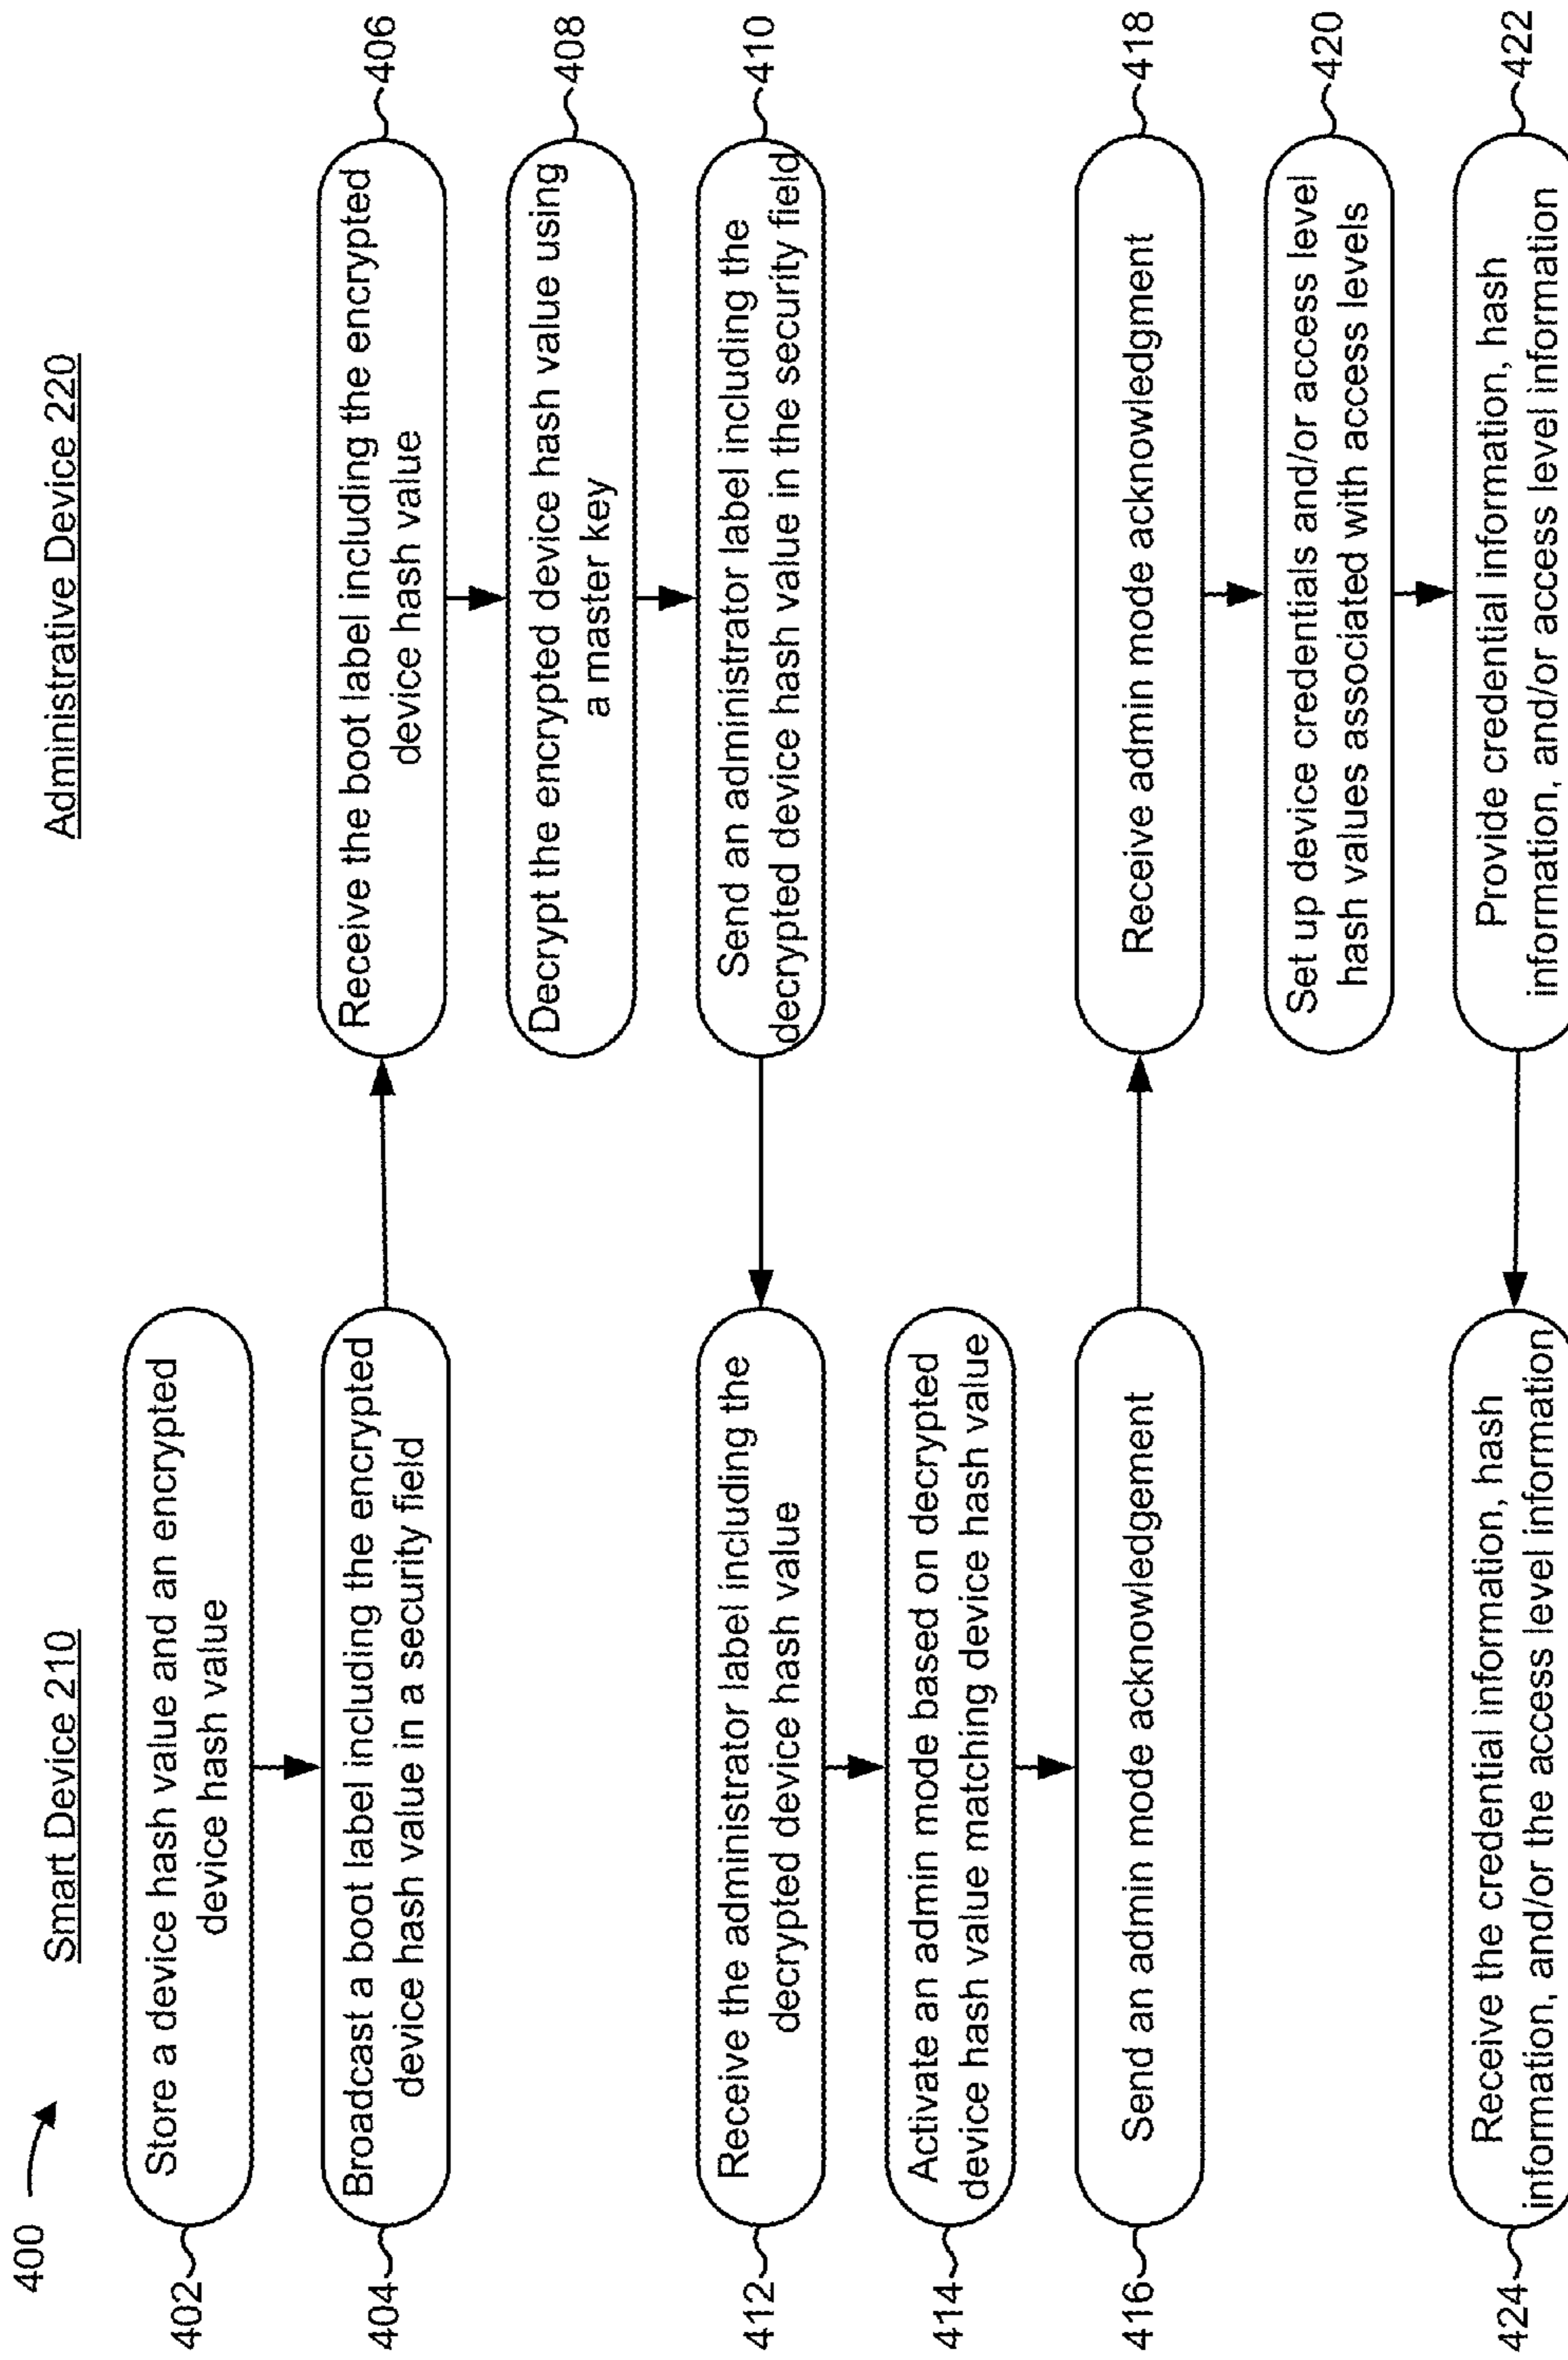 400
Smart Device 210
Administrative Device 220
402
Store a device hash value and an encrypted
device hash value
404
Broadcast a boot label including the encrypted
device hash value in a security field
Receive the boot label including the encrypted
device hash value
406
Decrypt the encrypted device hash value using
a master key
408
Send an administrator label including the
decrypted device hash value in the security field
410
412
Receive the administrator label including the
decrypted device hash value
414
Activate an admin mode based on decrypted
device hash value matching device hash value
416
Send an admin mode acknowledgement
Receive admin mode acknowledgment
418
Set up device credentials and/or access level
hash values associated with access levels
420
Provide credential information, hash
information, and/or access level information
422
424
Receive the credential information, hash
information, and/or the access level information